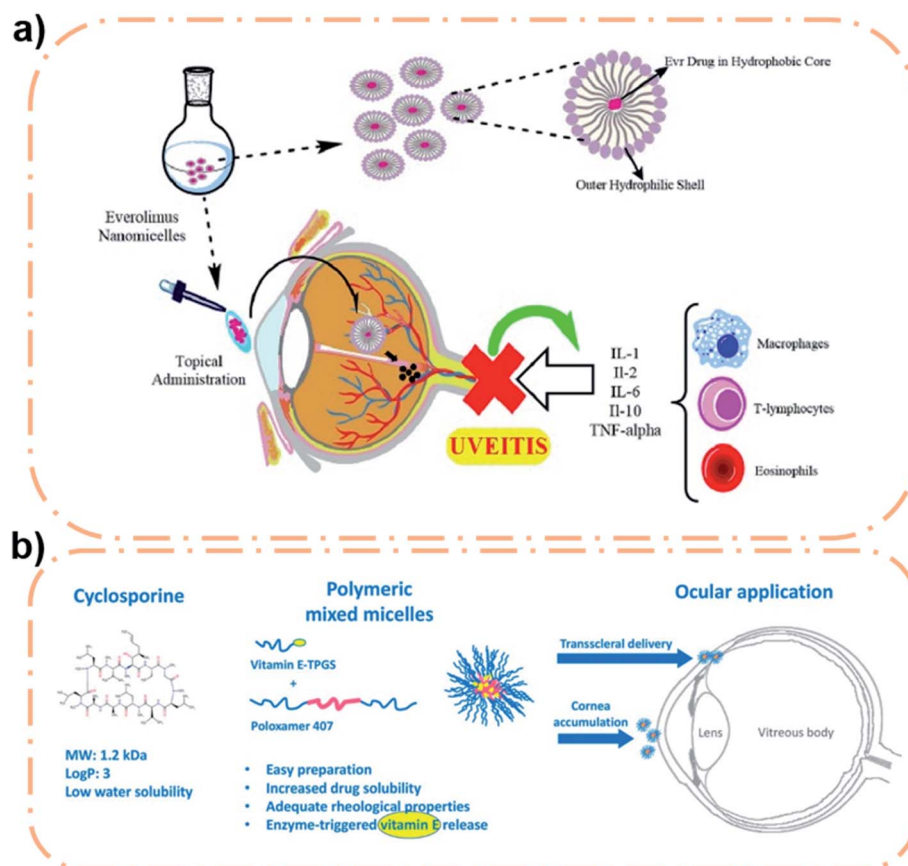 a)
Evr Drug in Hydrophobic Core
Outer Hydrophilic Shell
Everolimus
Nanomicelles
Topical
Administration
IL-1
Il-2
IL-6
Il-10
TNF-alpha
Macrophages
T-lymphocytes
Eosinophils
UVEITIS
b)
Cyclosporine
MW: 1.2 kDa
LogP: 3
Low water solubility
Polymeric
mixed micelles
Vitamin E-TPGS
+
Poloxamer 407
• Easy preparation
• Increased drug solubility
• Adequate rheological properties
• Enzyme-triggered vitamin E release
Ocular application
Transscleral delivery
Cornea
accumulation
Lens
Vitreous body